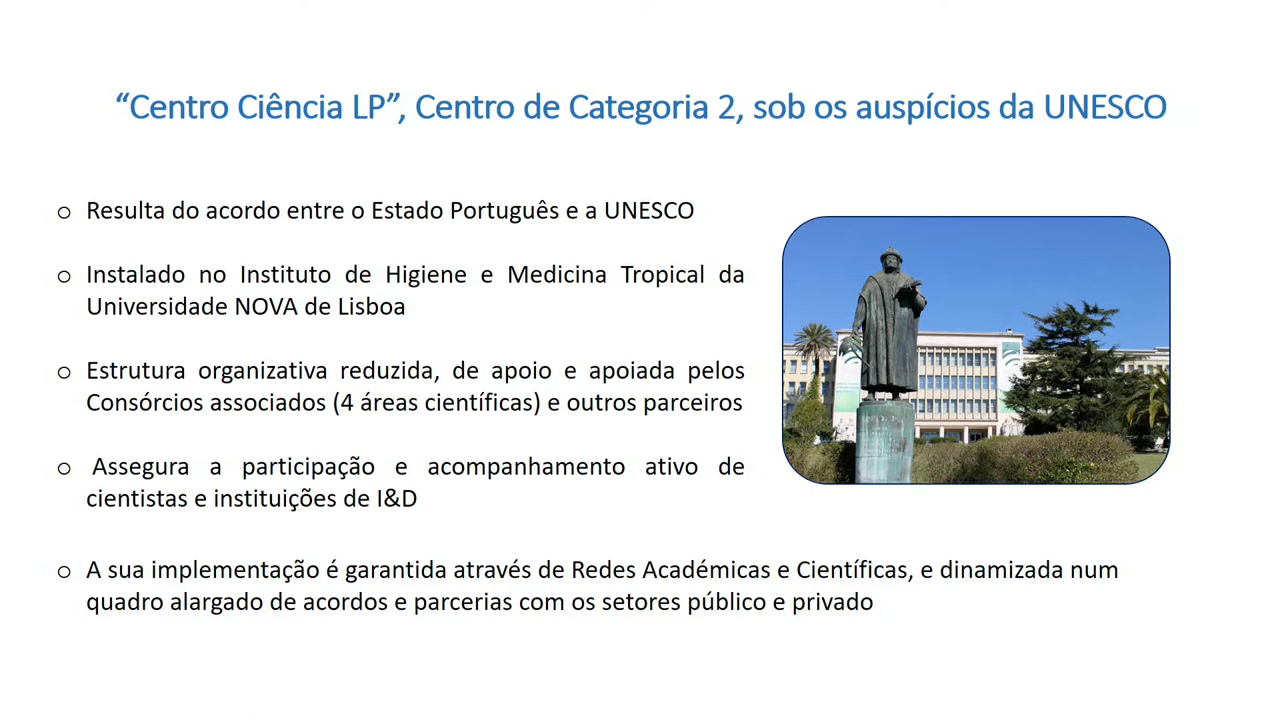 “Centro Ciência LP”, Centro de Categoria 2, sob os auspícios da UNESCO
o Resulta do acordo entre o Estado Português e a UNESCO
o Instalado no Instituto de Higiene e Medicina Tropical da
Universidade NOVA de Lisboa
o Estrutura organizativa reduzida, de apoio e apoiada pelos
Consórcios associados (4 áreas científicas) e outros parceiros
o Assegura a participação e acompanhamento ativo de
cientistas e instituições de I&D
o A sua implementação é garantida através de Redes Académicas e Científicas, e dinamizada num
quadro alargado de acordos e parcerias com os setores público e privado